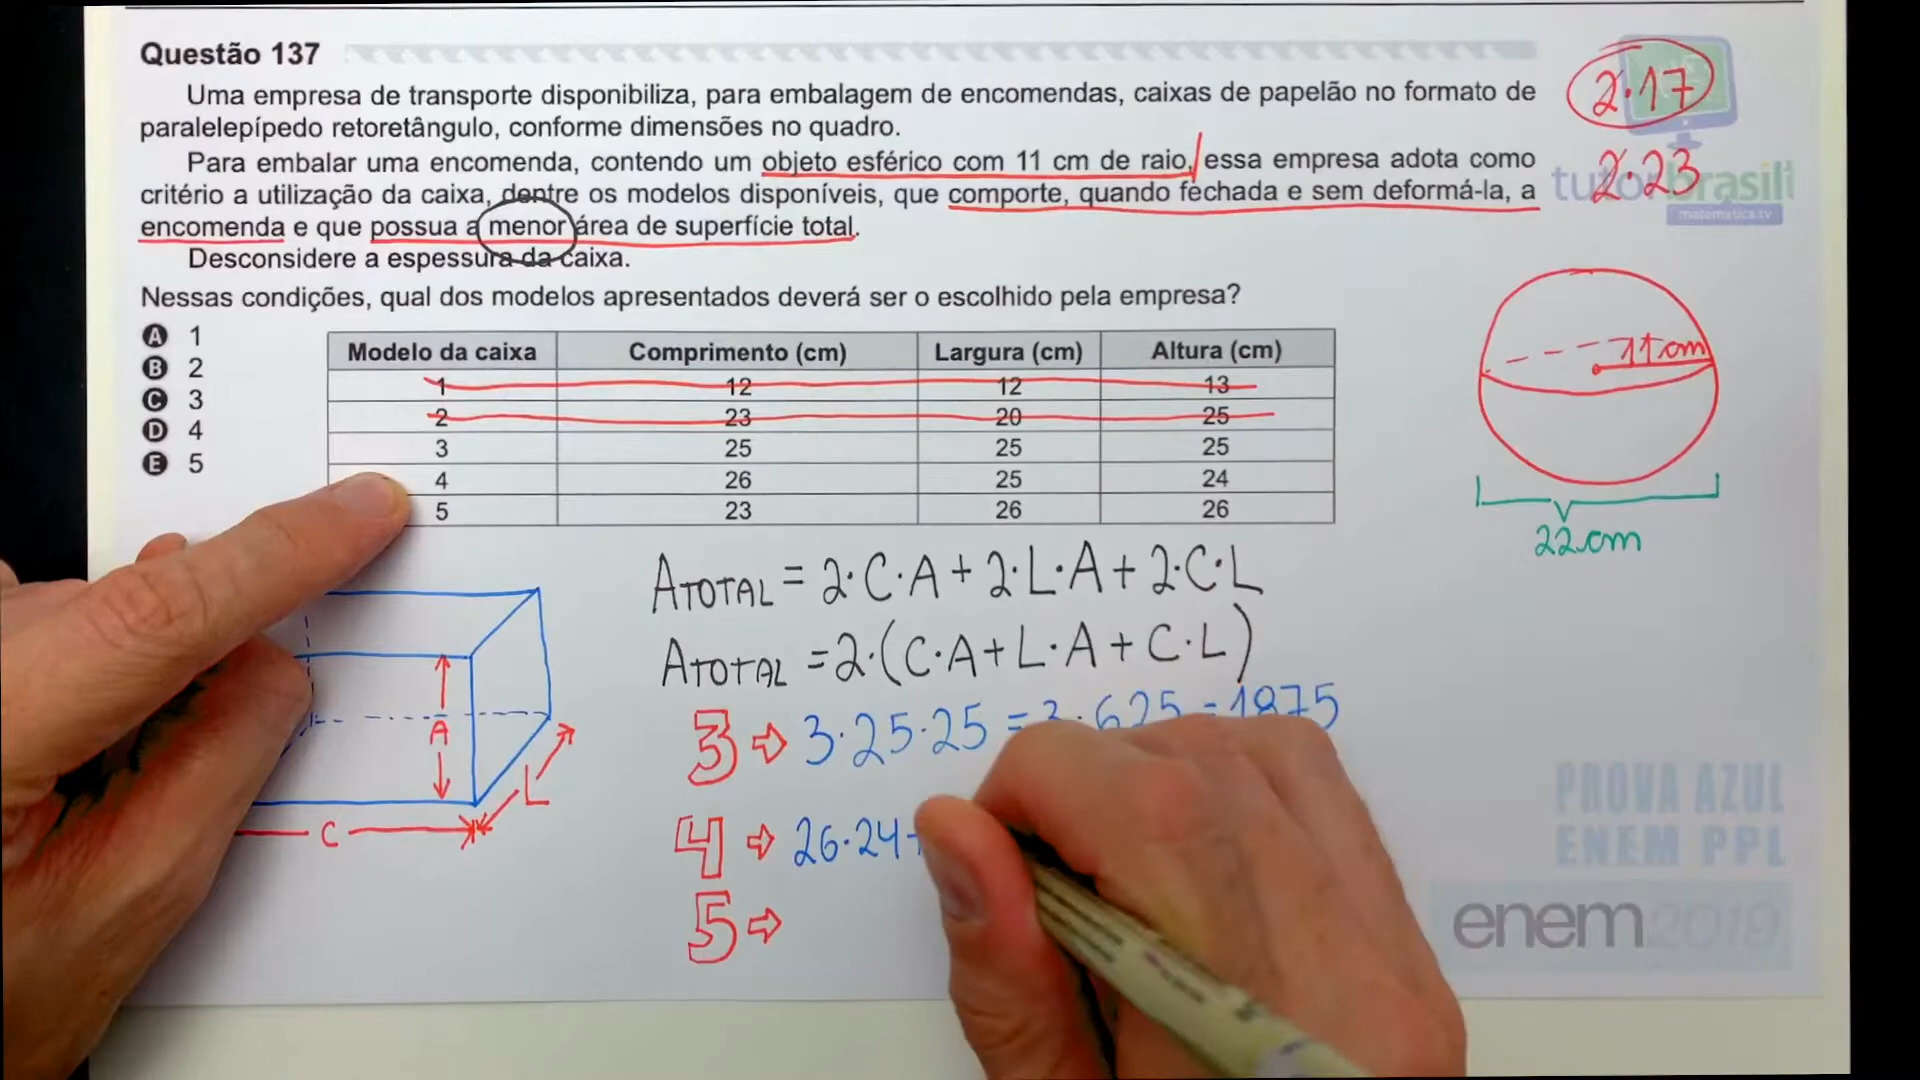 Questão 137
Uma empresa de transporte disponibiliza, para embalagem de encomendas, caixas de papelão no formato de
paralelepípedo retoretângulo, conforme dimensões no quadro.
Para embalar uma encomenda, contendo um objeto esférico com 11 cm de raio, essa empresa adota como
critério a utilização da caixa, dentre os modelos disponíveis, que comporte, quando fechada e sem deformá-la, a
encomenda e que possua a menor área de superfície total.
Desconsidere a espessura da caixa.
Nessas condições, qual dos modelos apresentados deverá ser o escolhido pela empresa?
A 1
B 2
C 3
D 4
E 5
Modelo da caixa Comprimento (cm) Largura (cm) Altura (cm)
1 12 12 13
2 23 20 25
3 25 25 25
4 26 25 24
5 23 26 26
2·17
2·23
tutorbrasil
matematica.tv
11cm
22cm
ATOTAL = 2·C·A + 2·L·A + 2·C·L
ATOTAL = 2·(C·A + L·A + C·L)
3 ⇨ 3·25·25 = 3·625 = 1875
4 ⇨ 26·24+
5 ⇨
A
L
C
PROVA AZUL
ENEM PPL
enem2019